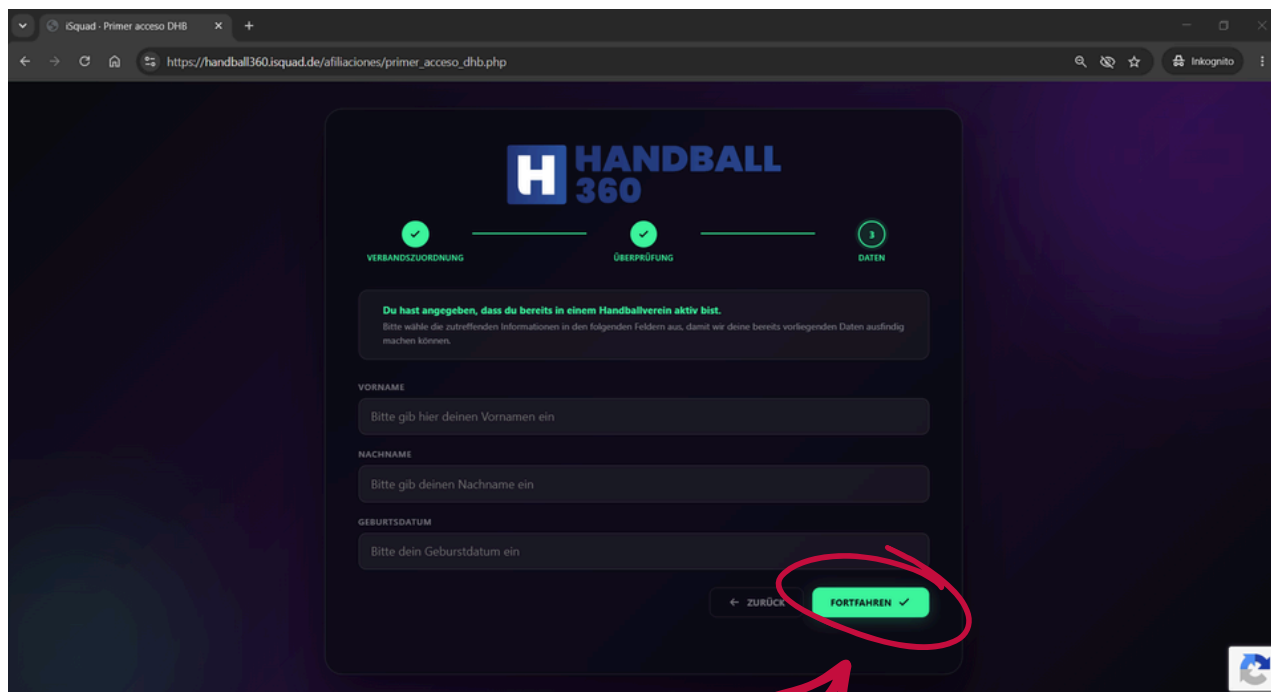 iSquad - Primer acceso DHB
https://handball360.isquad.de/afiliaciones/primer_acceso_dhb.php
Inkognito
H HANDBALL
360
3
VERBANDSZUORDNUNG ÜBERPRÜFUNG DATEN
Du hast angegeben, dass du bereits in einem Handballverein aktiv bist.
Bitte wähle die zutreffenden Informationen in den folgenden Feldern aus, damit wir deine bereits vorliegenden Daten ausfindig
machen können.
VORNAME
Bitte gib hier deinen Vornamen ein
NACHNAME
Bitte gib deinen Nachname ein
GEBURTSDATUM
Bitte dein Geburstdatum ein
← ZURÜCK FORTFAHREN ✓